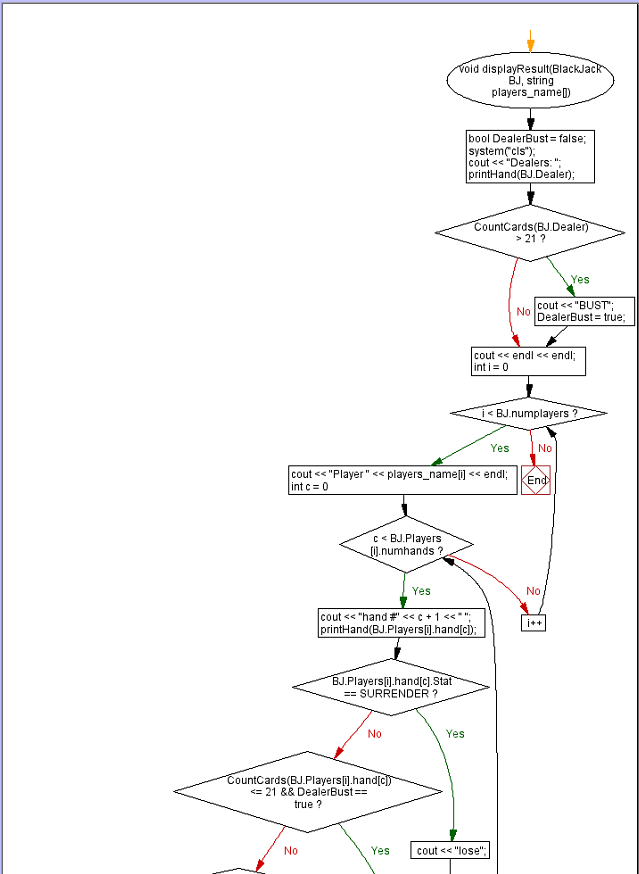 void displayResult(BlackJack
BJ, string
players_name[])
bool DealerBust = false;
system("cls");
cout << "Dealers: ";
printHand(BJ.Dealer);
CountCards(BJ.Dealer)
> 21 ?
Yes
No
cout << "BUST";
DealerBust = true;
cout << endl << endl;
int i = 0
i < BJ.numplayers ?
Yes
No
cout << "Player " << players_name[i] << endl;
int c = 0
End
c < BJ.Players
[i].numhands ?
Yes
No
cout << "hand #" << c + 1 << " ";
printHand(BJ.Players[i].hand[c]);
i++
BJ.Players[i].hand[c].Stat
== SURRENDER ?
No
Yes
CountCards(BJ.Players[i].hand[c])
<= 21 && DealerBust ==
true ?
No
Yes
cout << "lose";